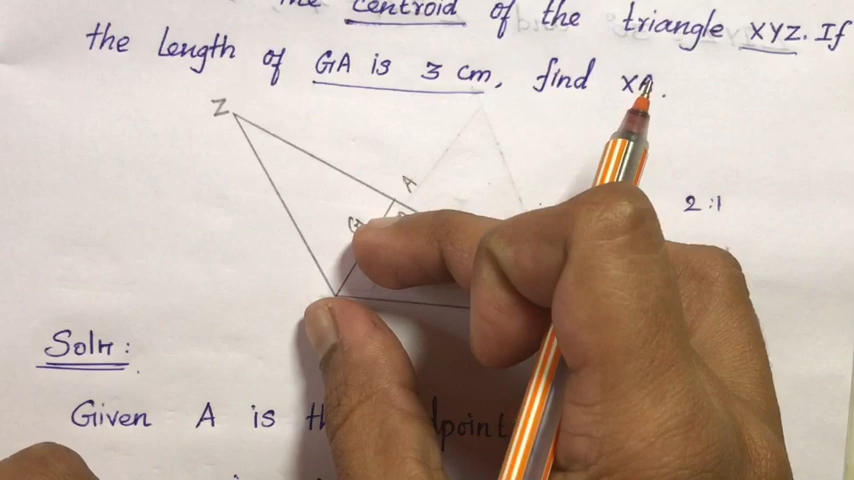 centroid of the triangle XYZ. If
the length of GA is 3 cm, find XA.
Z
A
G
2:1
Soln:
Given A is